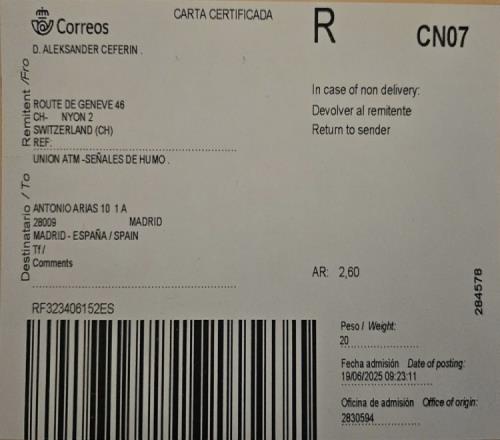 Correos
CARTA CERTIFICADA
R
CN07
D. ALEKSANDER CEFERIN .
Remitent /Fro
ROUTE DE GENEVE 46
CH- NYON 2
SWITZERLAND (CH)
REF:
In case of non delivery:
Devolver al remitente
Return to sender
UNION ATM -SEÑALES DE HUMO .
Destinatario / To
ANTONIO ARIAS 10 1 A
28009 MADRID
MADRID - ESPAÑA / SPAIN
Tf /
Comments
AR: 2,60
284578
RF323406152ES
Peso / Weight:
20
Fecha admisión Date of posting:
19/06/2025 09:23:11
Oficina de admisión Office of origin:
2830594